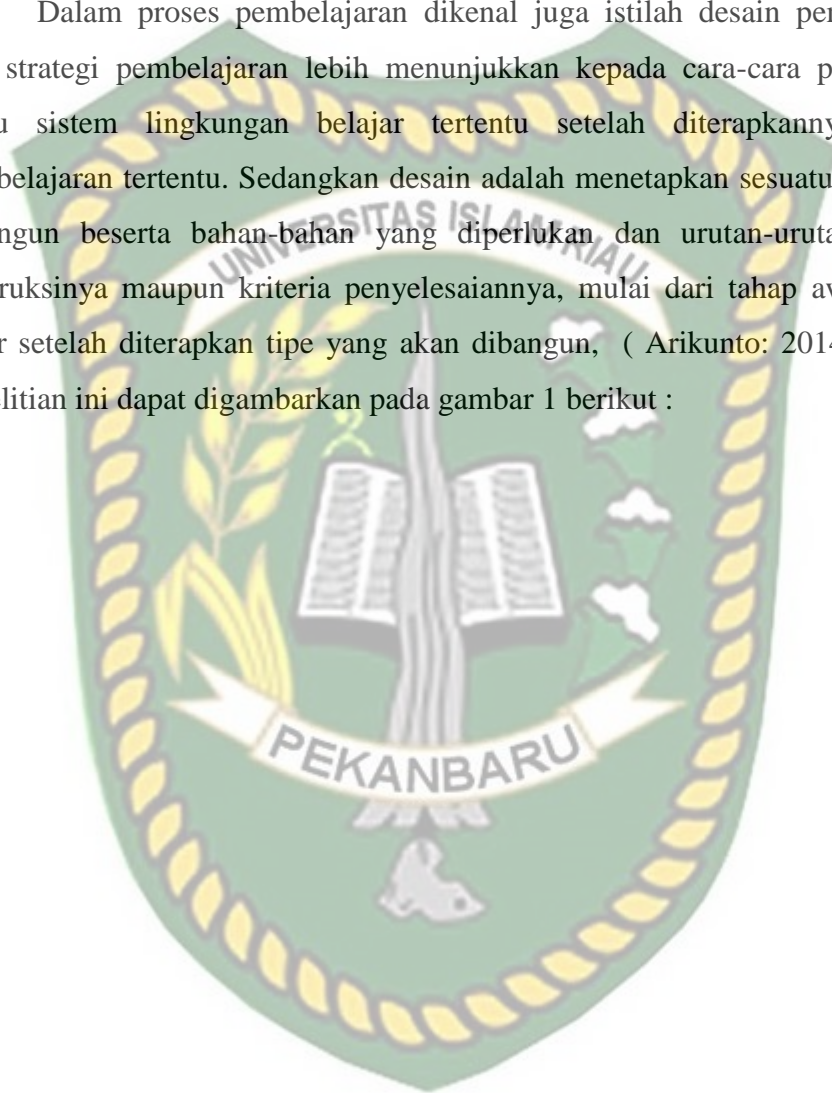 Dalam proses pembelajaran dikenal juga istilah desain
strategi pembelajaran lebih menunjukkan kepada cara-cara
sistem lingkungan belajar tertentu setelah
belajaran tertentu. Sedangkan desain adalah menetapkan sesuatu
ngun beserta bahan-bahan yang diperlukan dan
ruksinya maupun kriteria penyelesaiannya, mulai dari tahap
r setelah diterapkan tipe yang akan dibangun, ( Arikunto: 2014
elitian ini dapat digambarkan pada gambar 1 berikut :
UNIVERSITAS ISLAM RIAU
PEKANBARU